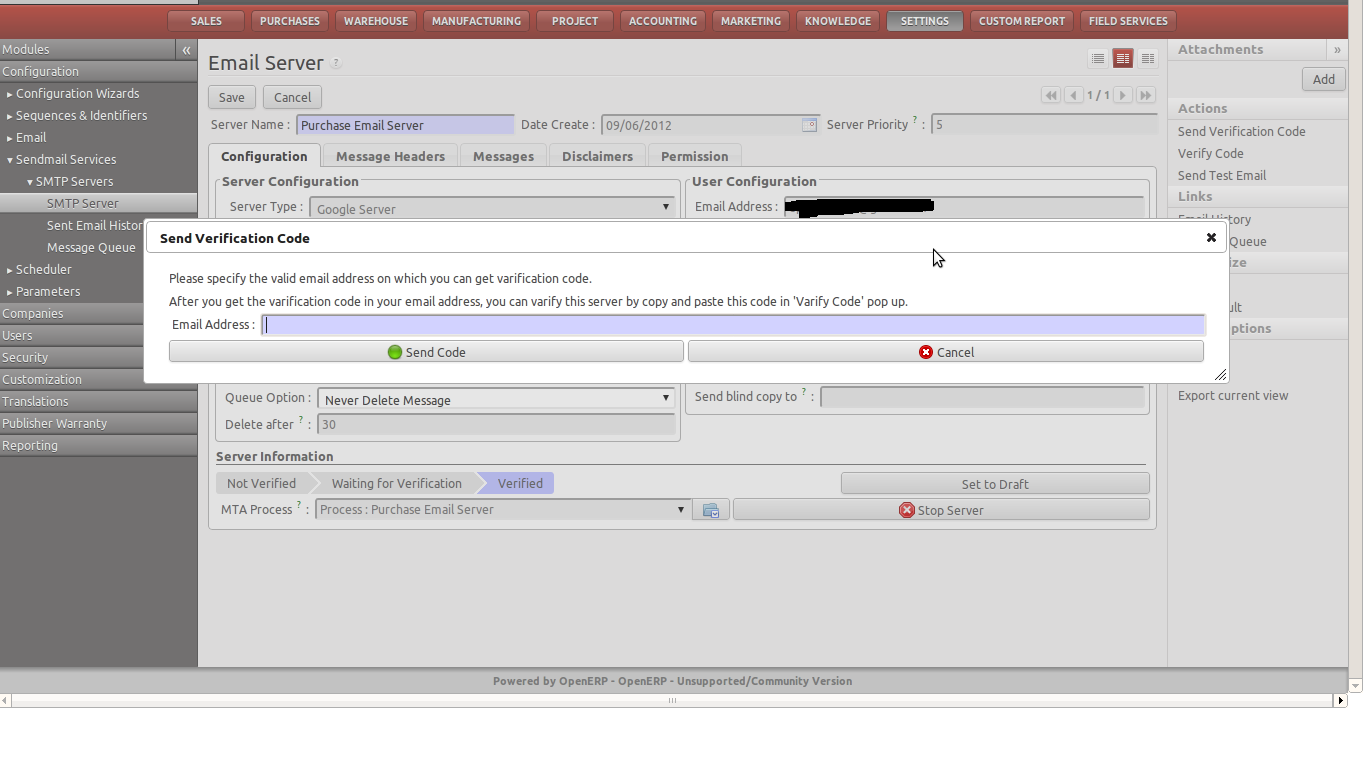 SALES PURCHASES WAREHOUSE MANUFACTURING PROJECT ACCOUNTING MARKETING KNOWLEDGE SETTINGS CUSTOM REPORT FIELD SERVICES
Modules «
Configuration
Configuration Wizards
Sequences & Identifiers
Email
Sendmail Services
SMTP Servers
SMTP Server
Sent Email Histor
Message Queue
Scheduler
Parameters
Companies
Users
Security
Customization
Translations
Publisher Warranty
Reporting
Email Server ?
Save Cancel 1 / 1
Server Name : Purchase Email Server Date Create : 09/06/2012 Server Priority ? : 5
Configuration Message Headers Messages Disclaimers Permission
Server Configuration User Configuration
Server Type : Google Server Email Address :
Send Verification Code
Please specify the valid email address on which you can get varification code.
After you get the varification code in your email address, you can varify this server by copy and paste this code in 'Varify Code' pop up.
Email Address :
Send Code Cancel
Queue Option : Never Delete Message Send blind copy to ? :
Delete after ? : 30
Server Information
Not Verified Waiting for Verification Verified Set to Draft
MTA Process ? : Process : Purchase Email Server Stop Server
Attachments »
Add
Actions
Send Verification Code
Verify Code
Send Test Email
Links
Email History
Queue
ize
ult
ptions
Export current view
Powered by OpenERP - OpenERP - Unsupported/Community Version